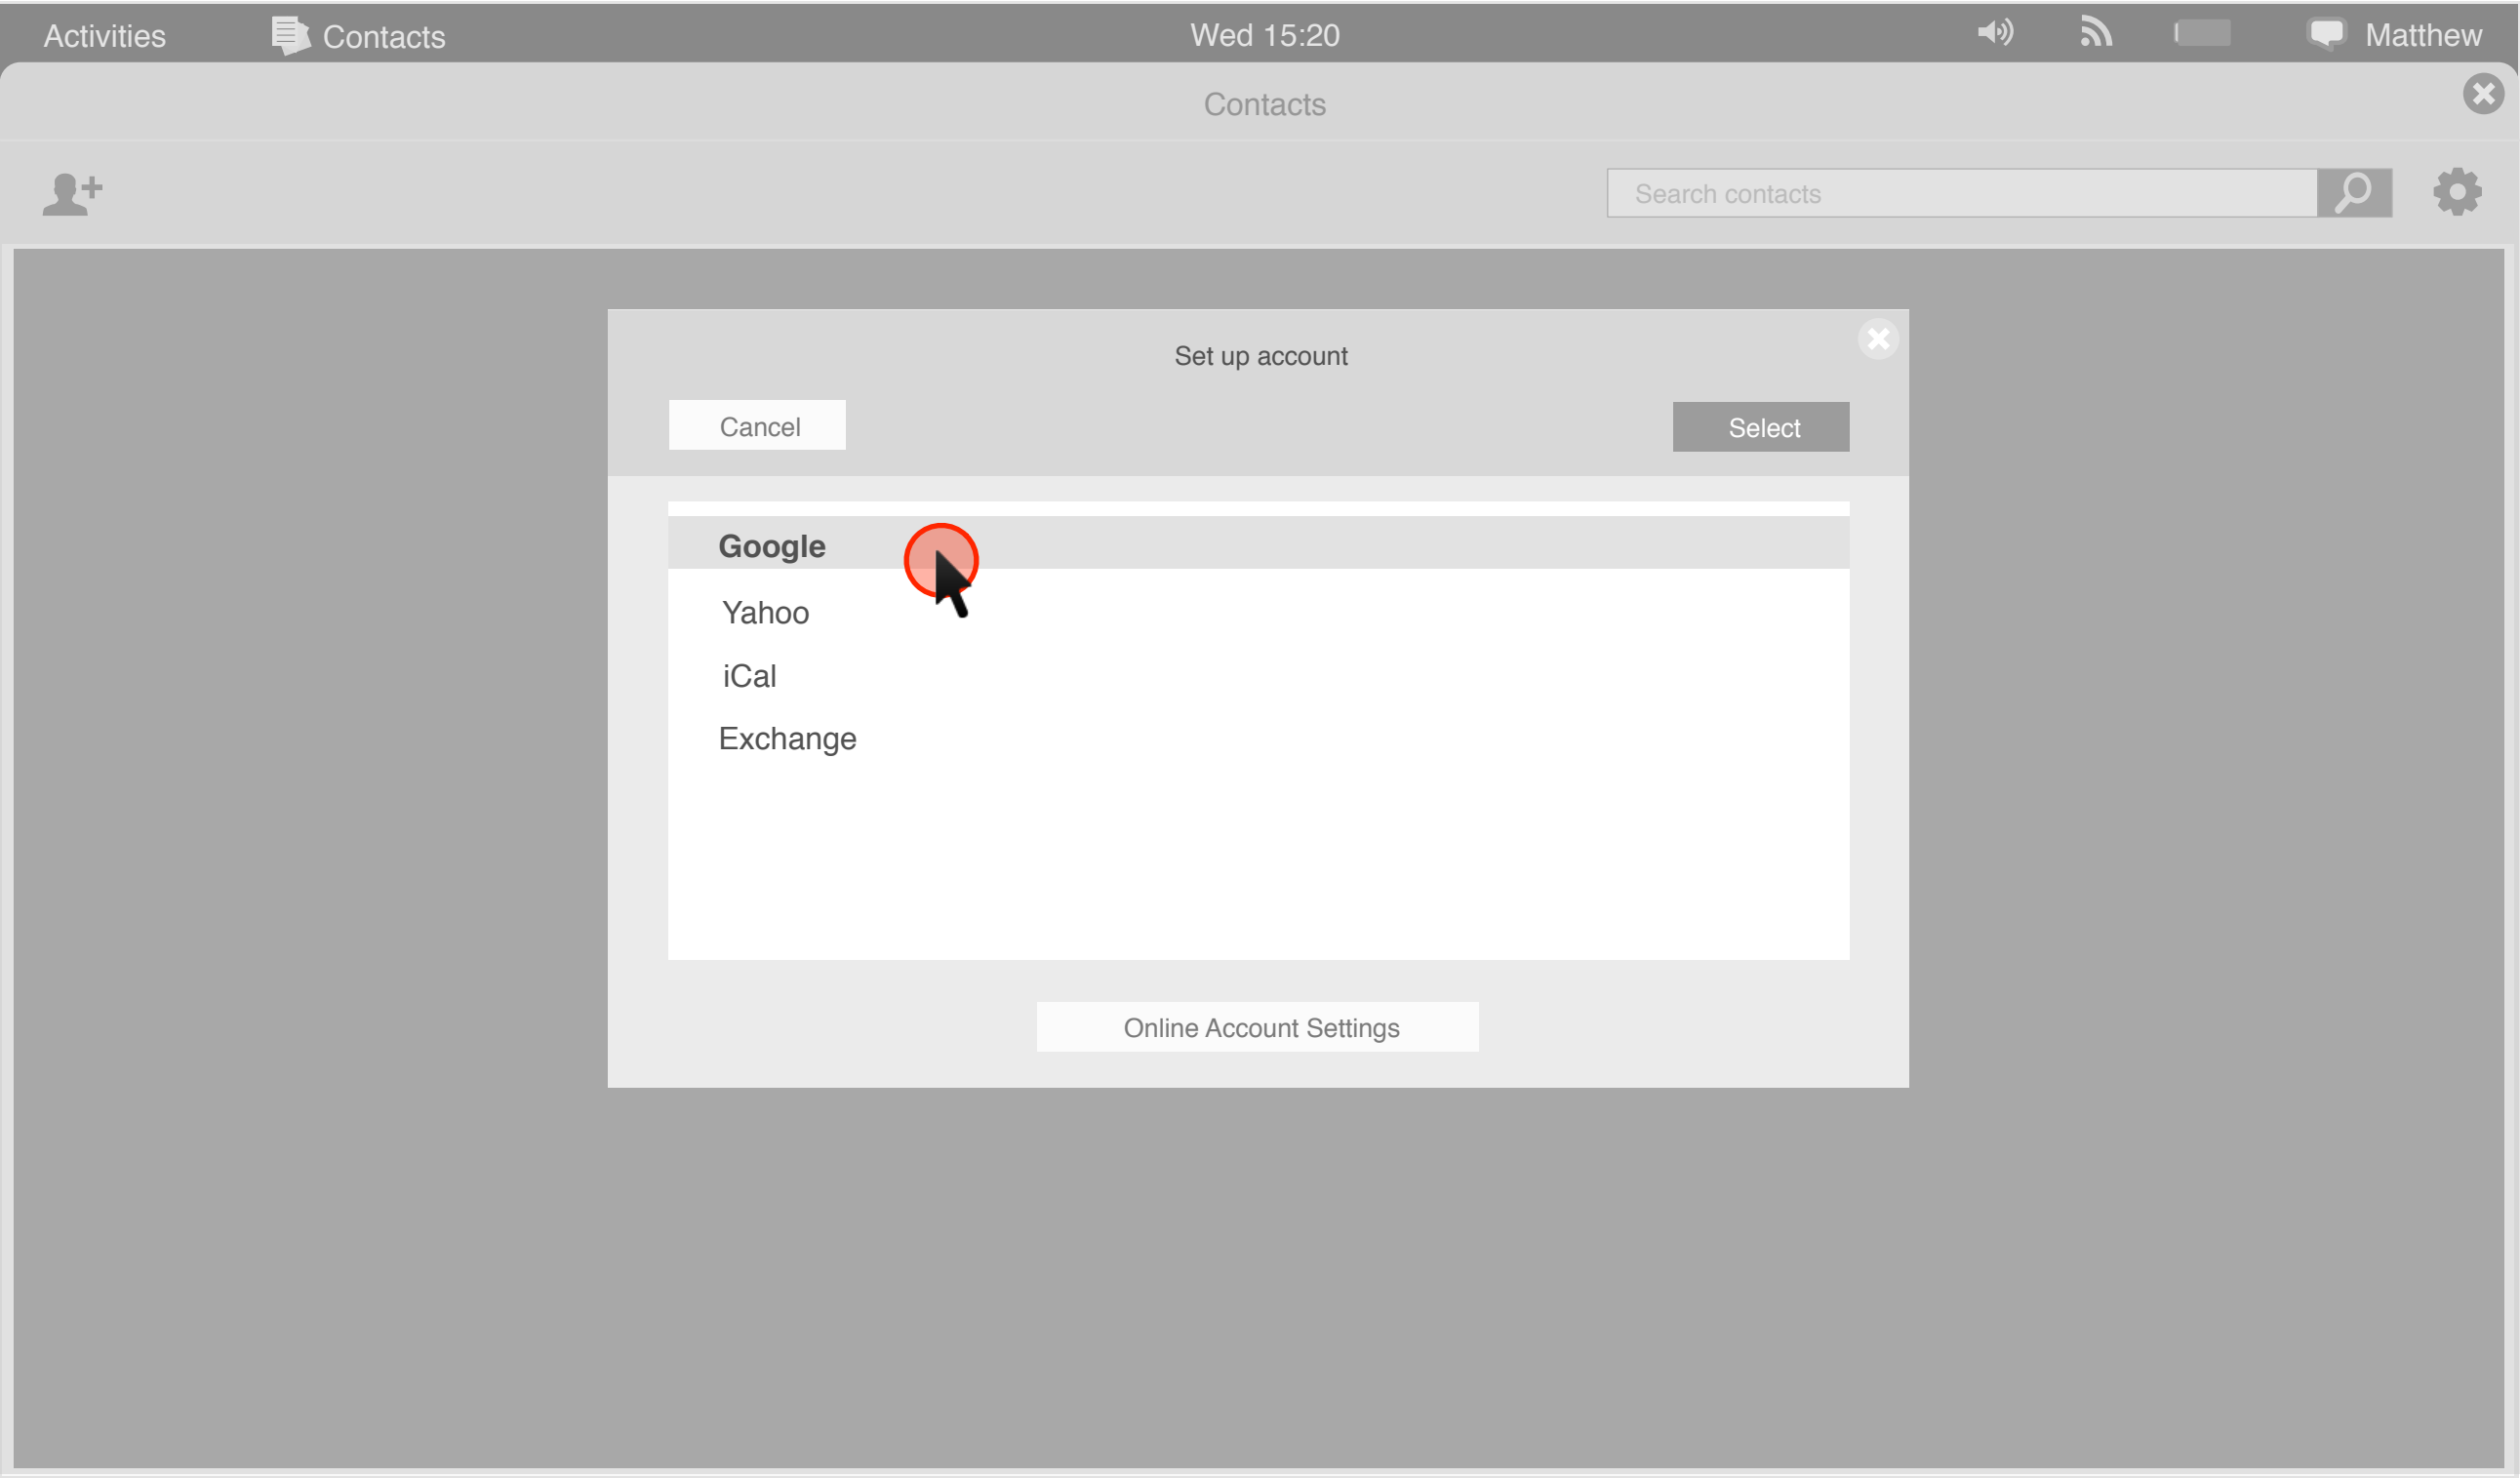 Activities Contacts Wed 15:20 Matthew
Contacts
Search contacts
Set up account
Cancel Select
Google
Yahoo
iCal
Exchange
Online Account Settings